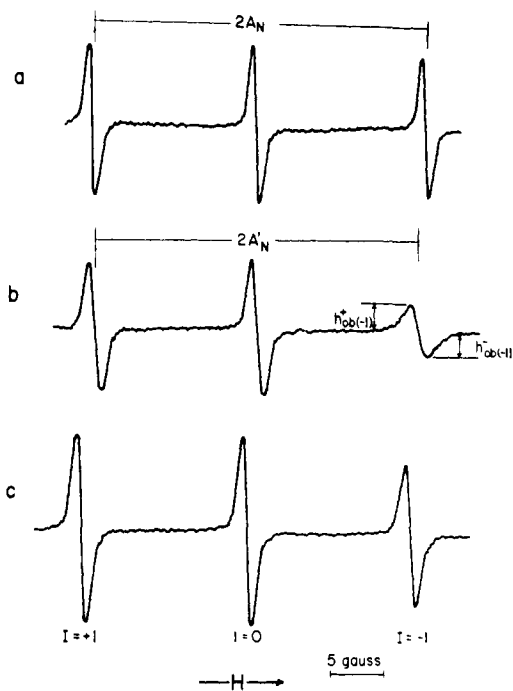 2A_N
a
2A'_N
b
h⁺_ob(-1)
h⁻_ob(-1)
c
I = +1
I = 0
I = -1
H
5 gauss